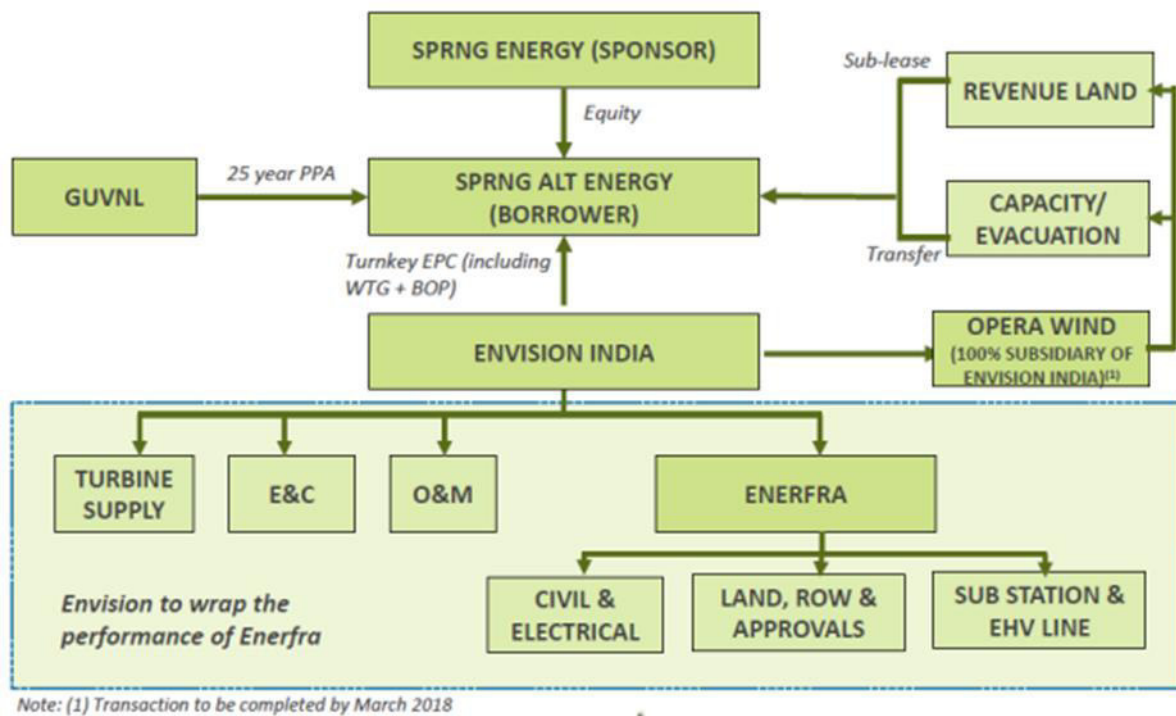 SPRNG ENERGY (SPONSOR)
Sub-lease
REVENUE LAND
Equity
25 year PPA
GUVNL
SPRNG ALT ENERGY
(BORROWER)
CAPACITY/
EVACUATION
Transfer
Turnkey EPC (including
WTG + BOP)
ENVISION INDIA
OPERA WIND
(100% SUBSIDIARY OF
ENVISION INDIA)(1)
TURBINE
SUPPLY
E&C
O&M
ENERFRA
CIVIL &
ELECTRICAL
LAND, ROW &
APPROVALS
SUB STATION &
EHV LINE
Envision to wrap the
performance of Enerfra
Note: (1) Transaction to be completed by March 2018